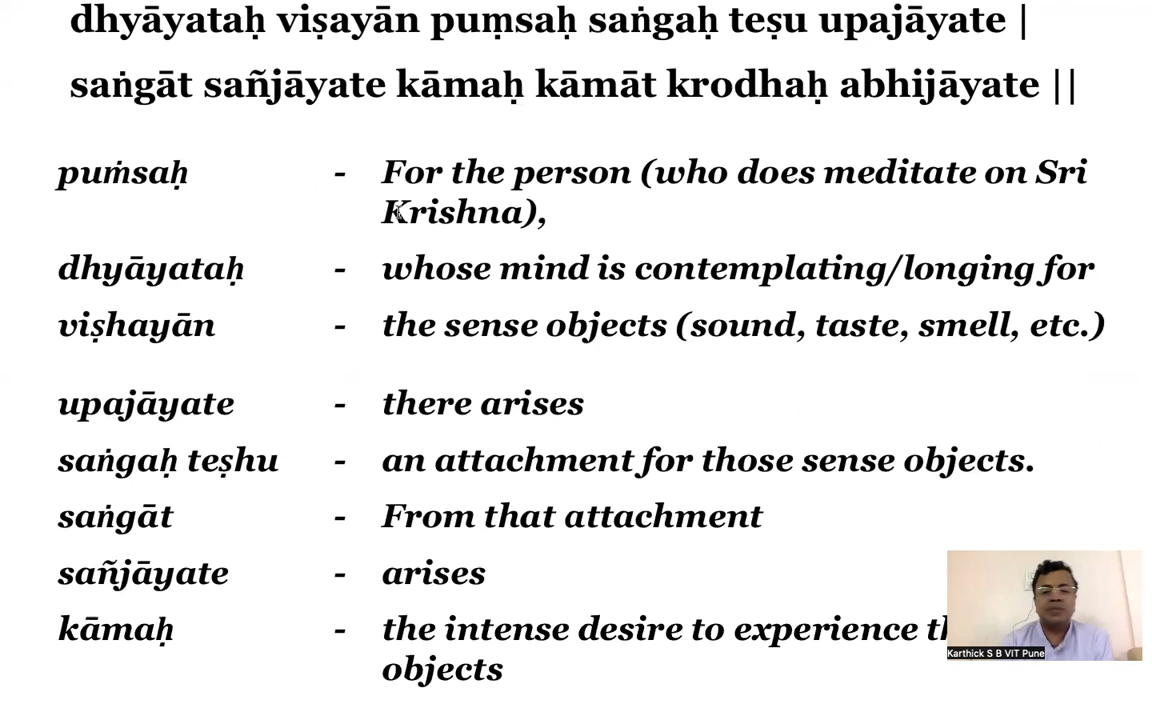 dhyāyataḥ viṣayān puṃsaḥ saṅgaḥ teṣu upajāyate |
saṅgāt sañjāyate kāmaḥ kāmāt krodhaḥ abhijāyate ||
puṁsaḥ - For the person (who does meditate on Sri
Krishna),
dhyāyataḥ - whose mind is contemplating/longing for
viṣhayān - the sense objects (sound, taste, smell, etc.)
upajāyate - there arises
saṅgaḥ teṣhu - an attachment for those sense objects.
saṅgāt - From that attachment
sañjāyate - arises
kāmaḥ - the intense desire to experience
objects
Karthick S B VIT Pune